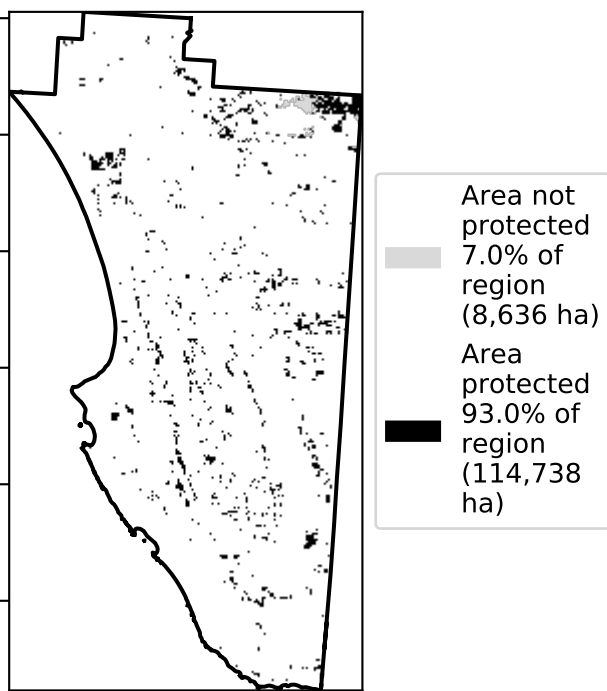 Area not
protected
7.0% of
region
(8,636 ha)
Area
protected
93.0% of
region
(114,738
ha)